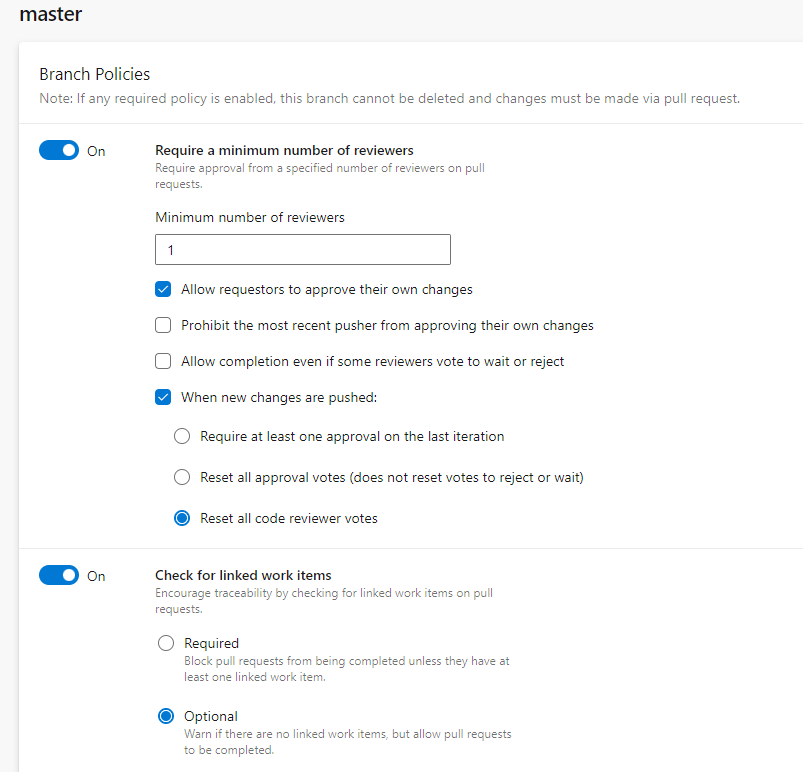 master
Branch Policies
Note: If any required policy is enabled, this branch cannot be deleted and changes must be made via pull request.
On
Require a minimum number of reviewers
Require approval from a specified number of reviewers on pull
requests.
Minimum number of reviewers
1
Allow requestors to approve their own changes
Prohibit the most recent pusher from approving their own changes
Allow completion even if some reviewers vote to wait or reject
When new changes are pushed:
Require at least one approval on the last iteration
Reset all approval votes (does not reset votes to reject or wait)
Reset all code reviewer votes
On
Check for linked work items
Encourage traceability by checking for linked work items on pull
requests.
Required
Block pull requests from being completed unless they have at
least one linked work item.
Optional
Warn if there are no linked work items, but allow pull requests
to be completed.